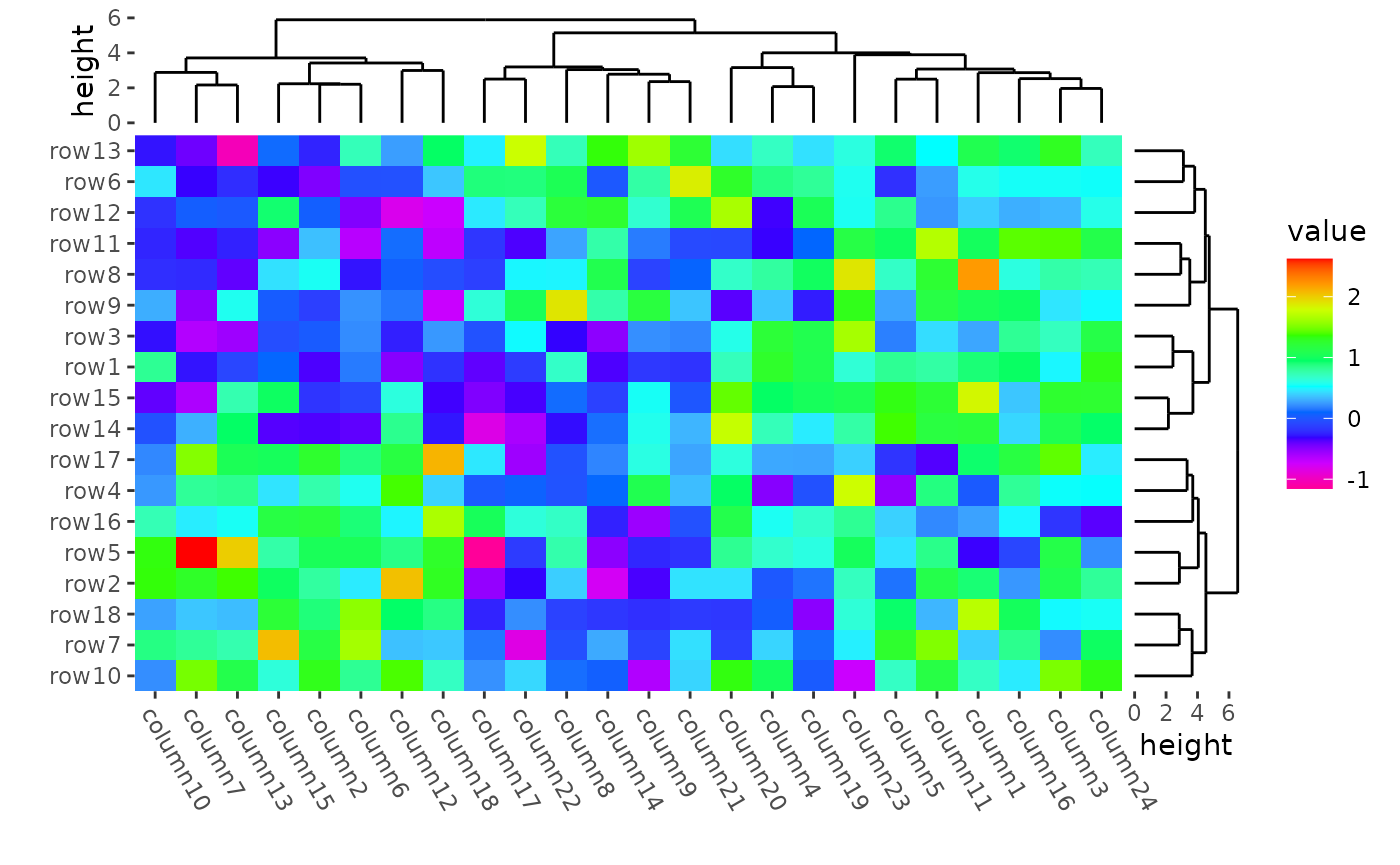 6
4
2
0
height
row13
row6
row12
row11
row8
row9
row3
row1
row15
row14
row17
row4
row16
row5
row2
row18
row7
row10
value
2
1
0
-1
0 2 4 6
height
column10
column7
column13
column15
column2
column6
column12
column18
column17
column22
column8
column14
column9
column21
column20
column4
column19
column23
column5
column11
column1
column16
column3
column24